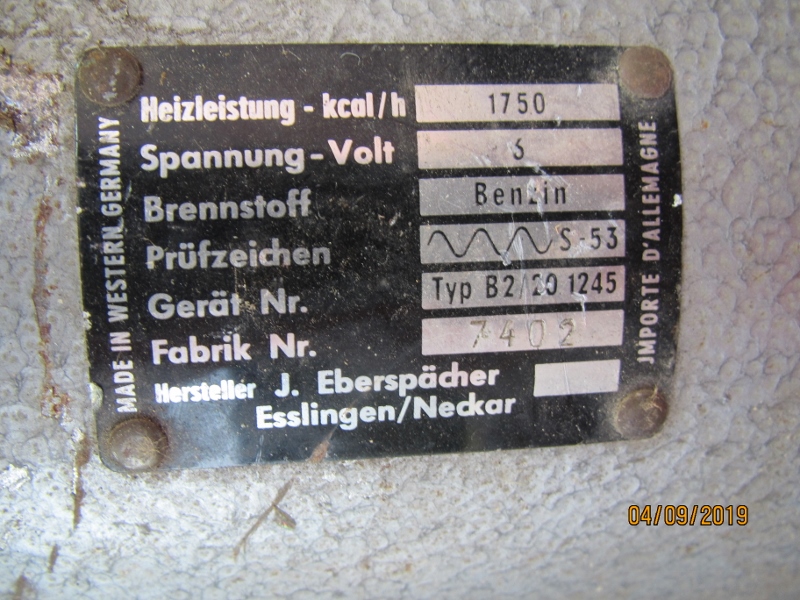 MADE IN WESTERN GERMANY
Heizleistung - kcal/h 1750
Spannung-Volt 6
Brennstoff Benzin
Prüfzeichen S-53
Gerät Nr. Typ B2/20 1245
Fabrik Nr. 7402
Hersteller J. Eberspächer
Esslingen/Neckar
JMPORTE D'ALLEMAGNE
04/09/2019